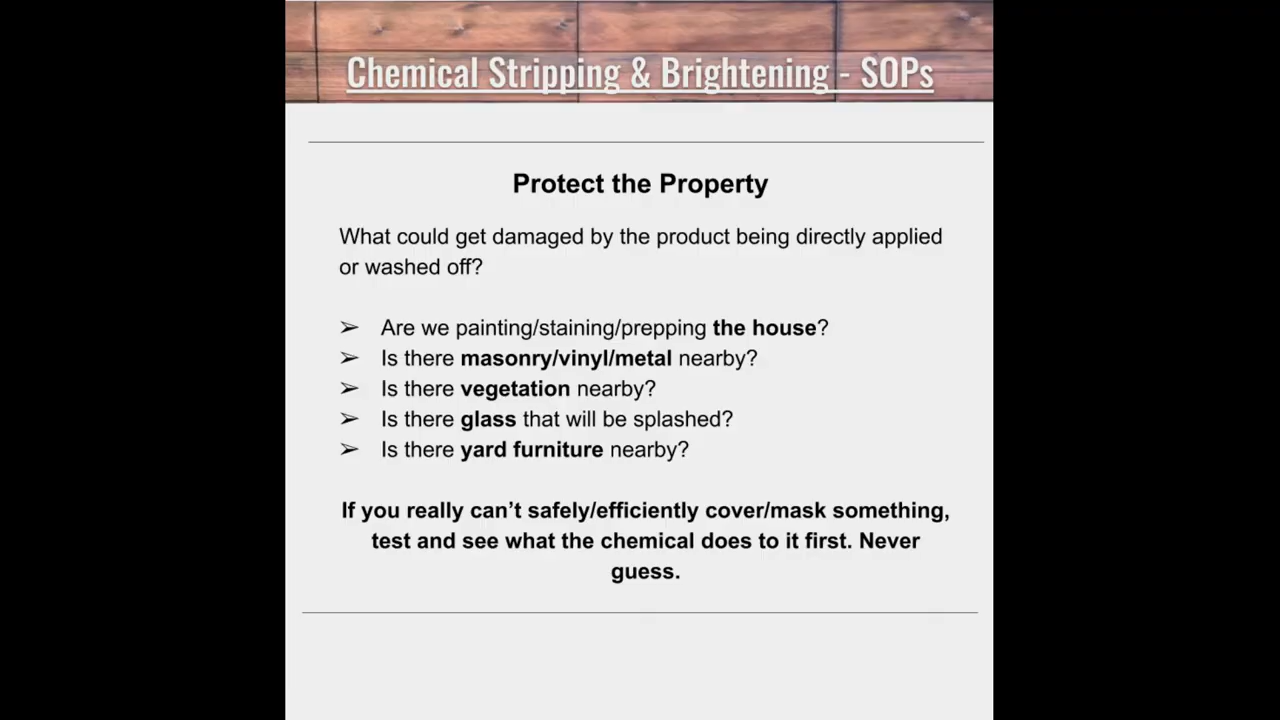 Chemical Stripping & Brightening - SOPs
Protect the Property
What could get damaged by the product being directly applied
or washed off?
➢ Are we painting/staining/prepping the house?
➢ Is there masonry/vinyl/metal nearby?
➢ Is there vegetation nearby?
➢ Is there glass that will be splashed?
➢ Is there yard furniture nearby?
If you really can’t safely/efficiently cover/mask something,
test and see what the chemical does to it first. Never
guess.